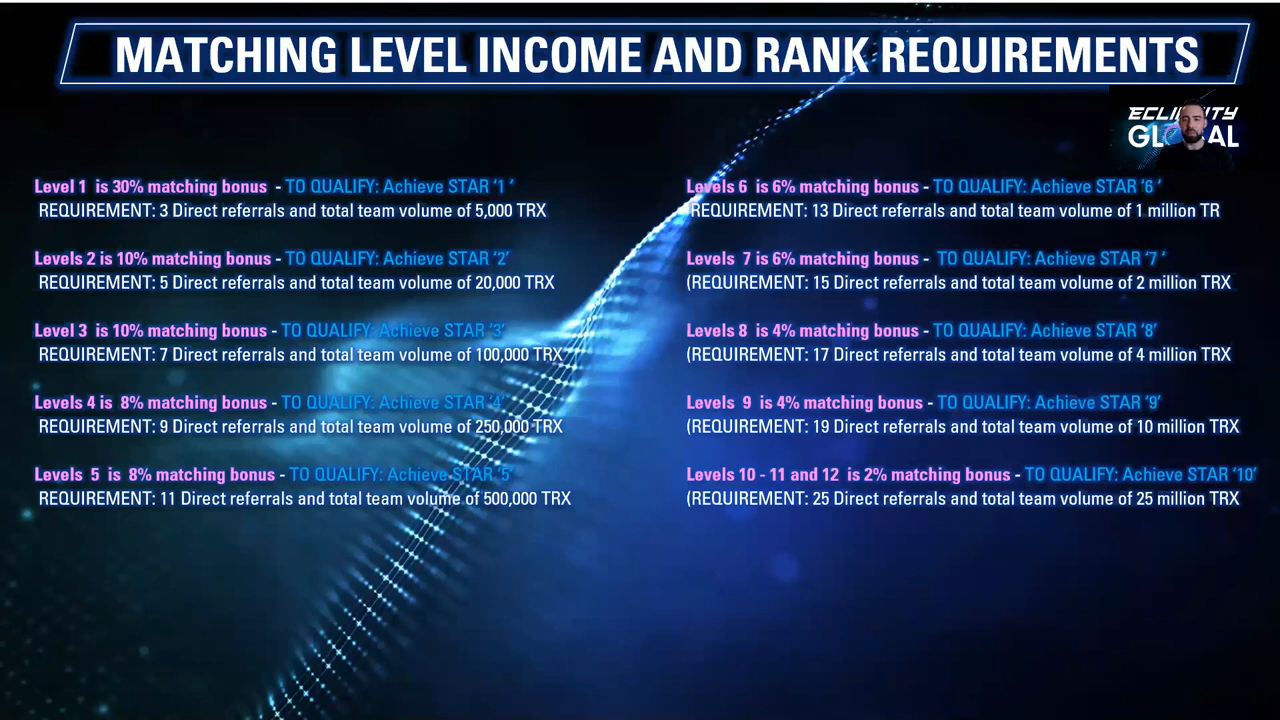 MATCHING LEVEL INCOME AND RANK REQUIREMENTS
Level 1 is 30% matching bonus - TO QUALIFY: Achieve STAR '1 '
REQUIREMENT: 3 Direct referrals and total team volume of 5,000 TRX
Levels 2 is 10% matching bonus - TO QUALIFY: Achieve STAR '2'
REQUIREMENT: 5 Direct referrals and total team volume of 20,000 TRX
Level 3 is 10% matching bonus - TO QUALIFY: Achieve STAR '3'
REQUIREMENT: 7 Direct referrals and total team volume of 100,000 TRX
Levels 4 is 8% matching bonus - TO QUALIFY: Achieve STAR '4'
REQUIREMENT: 9 Direct referrals and total team volume of 250,000 TRX
Levels 5 is 8% matching bonus - TO QUALIFY: Achieve STAR '5'
REQUIREMENT: 11 Direct referrals and total team volume of 500,000 TRX
Levels 6 is 6% matching bonus - TO QUALIFY: Achieve STAR '6 '
REQUIREMENT: 13 Direct referrals and total team volume of 1 million TR
Levels 7 is 6% matching bonus - TO QUALIFY: Achieve STAR '7 '
(REQUIREMENT: 15 Direct referrals and total team volume of 2 million TRX
Levels 8 is 4% matching bonus - TO QUALIFY: Achieve STAR '8'
(REQUIREMENT: 17 Direct referrals and total team volume of 4 million TRX
Levels 9 is 4% matching bonus - TO QUALIFY: Achieve STAR '9'
(REQUIREMENT: 19 Direct referrals and total team volume of 10 million TRX
Levels 10 - 11 and 12 is 2% matching bonus - TO QUALIFY: Achieve STAR '10'
(REQUIREMENT: 25 Direct referrals and total team volume of 25 million TRX